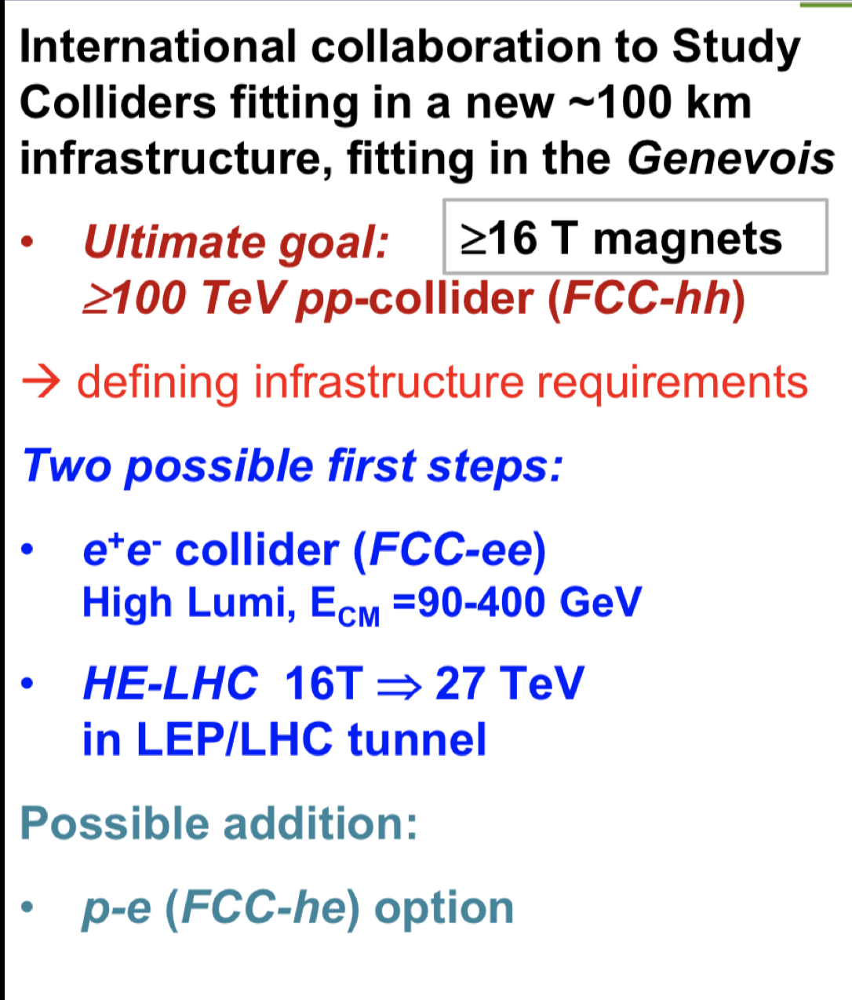 International collaboration to Study
Colliders fitting in a new ~100 km
infrastructure, fitting in the Genevois
• Ultimate goal: ≥16 T magnets
≥100 TeV pp-collider (FCC-hh)
→ defining infrastructure requirements
Two possible first steps:
• e⁺e⁻ collider (FCC-ee)
High Lumi, E_CM =90-400 GeV
• HE-LHC 16T ⇒ 27 TeV
in LEP/LHC tunnel
Possible addition:
• p-e (FCC-he) option